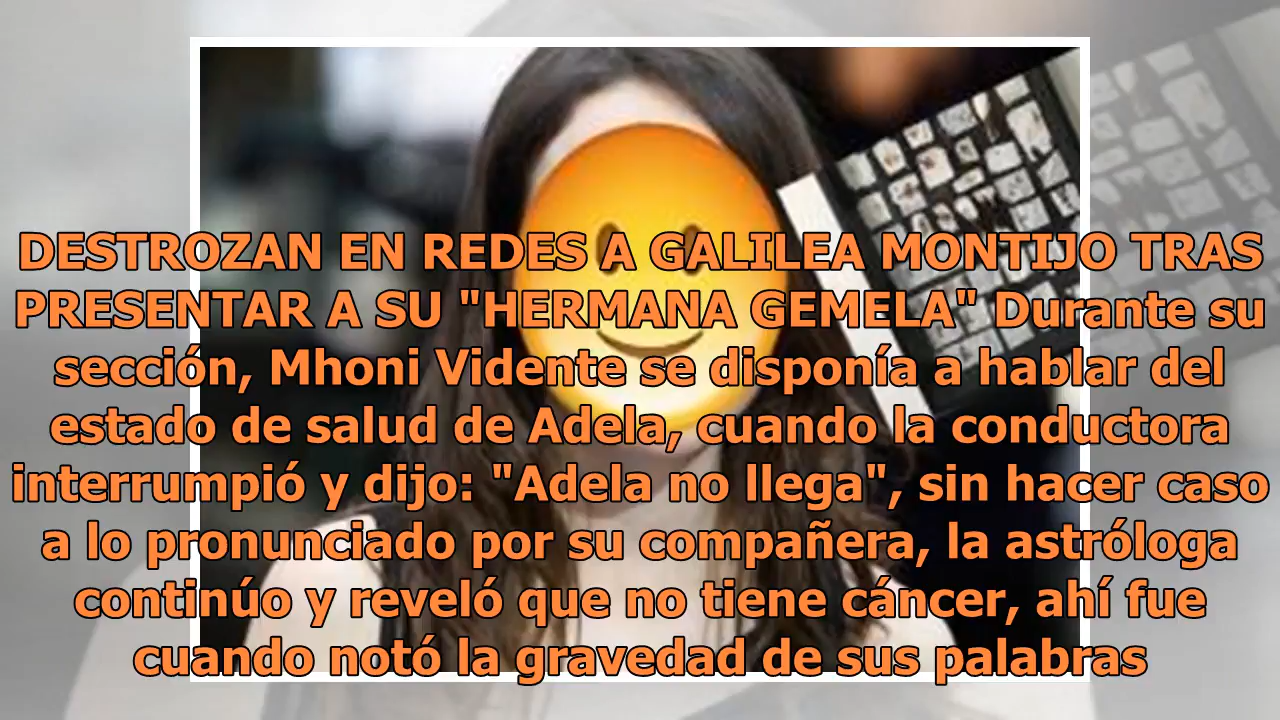 DESTROZAN EN REDES A GALILEA MONTIJO TRAS
PRESENTAR A SU "HERMANA GEMELA" Durante su
sección, Mhoni Vidente se disponía a hablar del
estado de salud de Adela, cuando la conductora
interrumpió y dijo: "Adela no llega", sin hacer caso
a lo pronunciado por su compañera, la astróloga
continúo y reveló que no tiene cáncer, ahí fue
cuando notó la gravedad de sus palabras